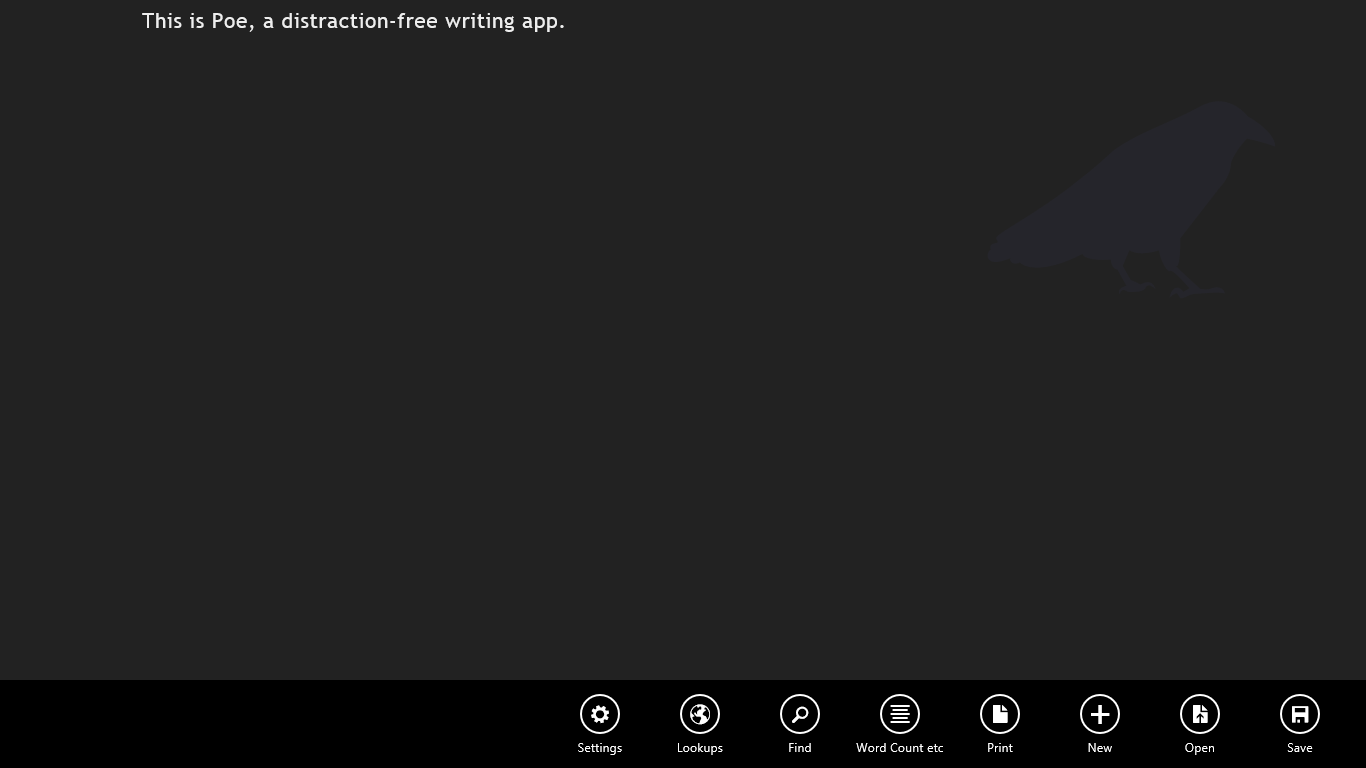 This is Poe, a distraction-free writing app.
Settings
Lookups
Find
Word Count etc
Print
New
Open
Save